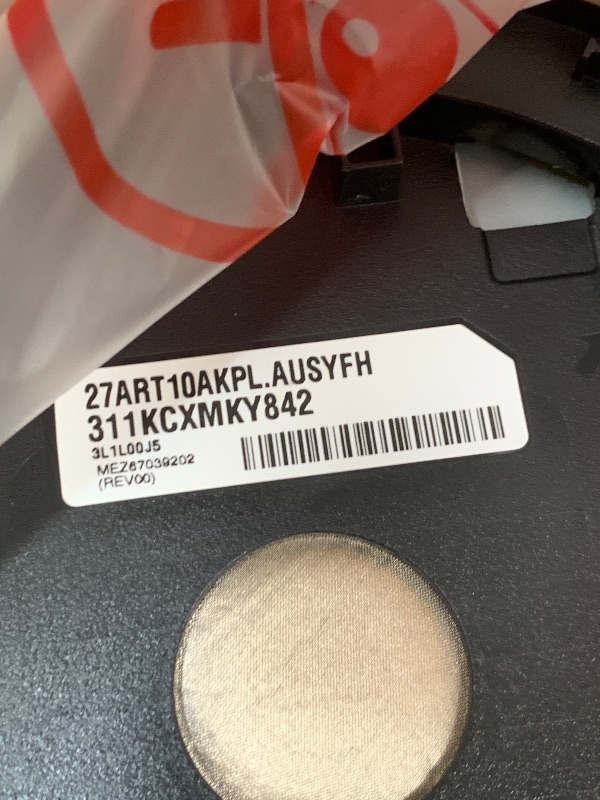 27ART10AKPL.AUSYFH
311KCXMKY842
3L1L00J5
MEZ67039202
(REV00)